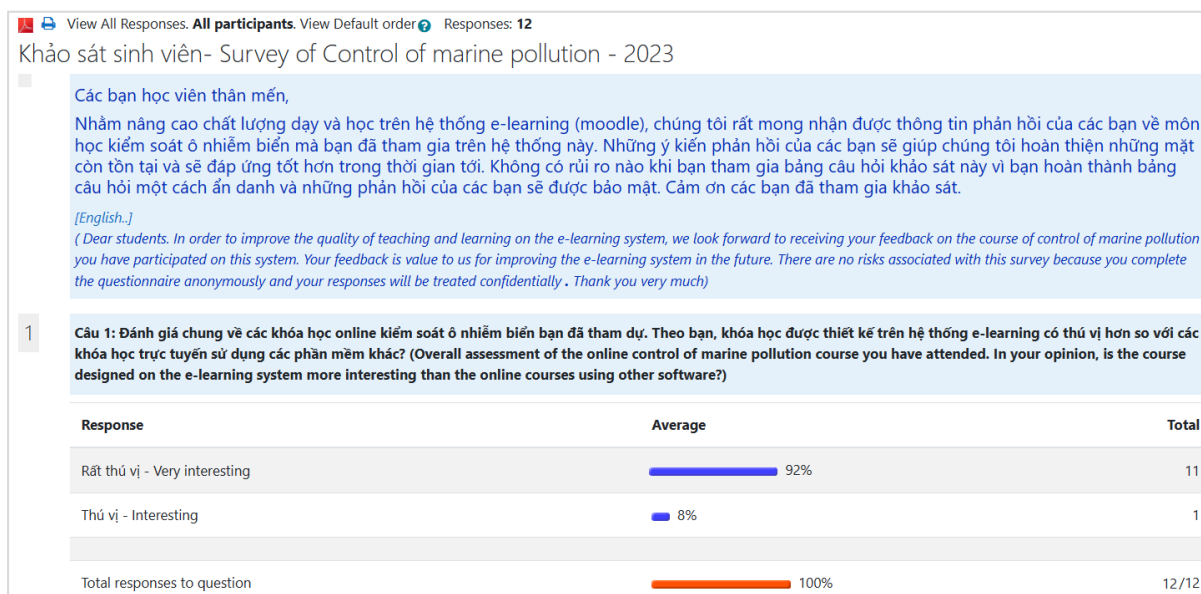 View All Responses. All participants. View Default order Responses: 12
Khảo sát sinh viên- Survey of Control of marine pollution - 2023
Các bạn học viên thân mến,
Nhằm nâng cao chất lượng dạy và học trên hệ thống e-learning (moodle), chúng tôi rất mong nhận được thông tin phản hồi của các bạn về môn
học kiểm soát ô nhiễm biển mà bạn đã tham gia trên hệ thống này. Những ý kiến phản hồi của các bạn sẽ giúp chúng tôi hoàn thiện những mặt
còn tồn tại và sẽ đáp ứng tốt hơn trong thời gian tới. Không có rủi ro nào khi bạn tham gia bảng câu hỏi khảo sát này vì bạn hoàn thành bảng
câu hỏi một cách ẩn danh và những phản hồi của các bạn sẽ được bảo mật. Cảm ơn các bạn đã tham gia khảo sát.
[English..]
( Dear students. In order to improve the quality of teaching and learning on the e-learning system, we look forward to receiving your feedback on the course of control of marine pollution
you have participated on this system. Your feedback is value to us for improving the e-learning system in the future. There are no risks associated with this survey because you complete
the questionnaire anonymously and your responses will be treated confidentially . Thank you very much)
1
Câu 1: Đánh giá chung về các khóa học online kiểm soát ô nhiễm biển bạn đã tham dự. Theo bạn, khóa học được thiết kế trên hệ thống e-learning có thú vị hơn so với các
khóa học trực tuyến sử dụng các phần mềm khác? (Overall assessment of the online control of marine pollution course you have attended. In your opinion, is the course
designed on the e-learning system more interesting than the online courses using other software?)
Response Average Total
Rất thú vị - Very interesting 92% 11
Thú vị - Interesting 8% 1
Total responses to question 100% 12/12